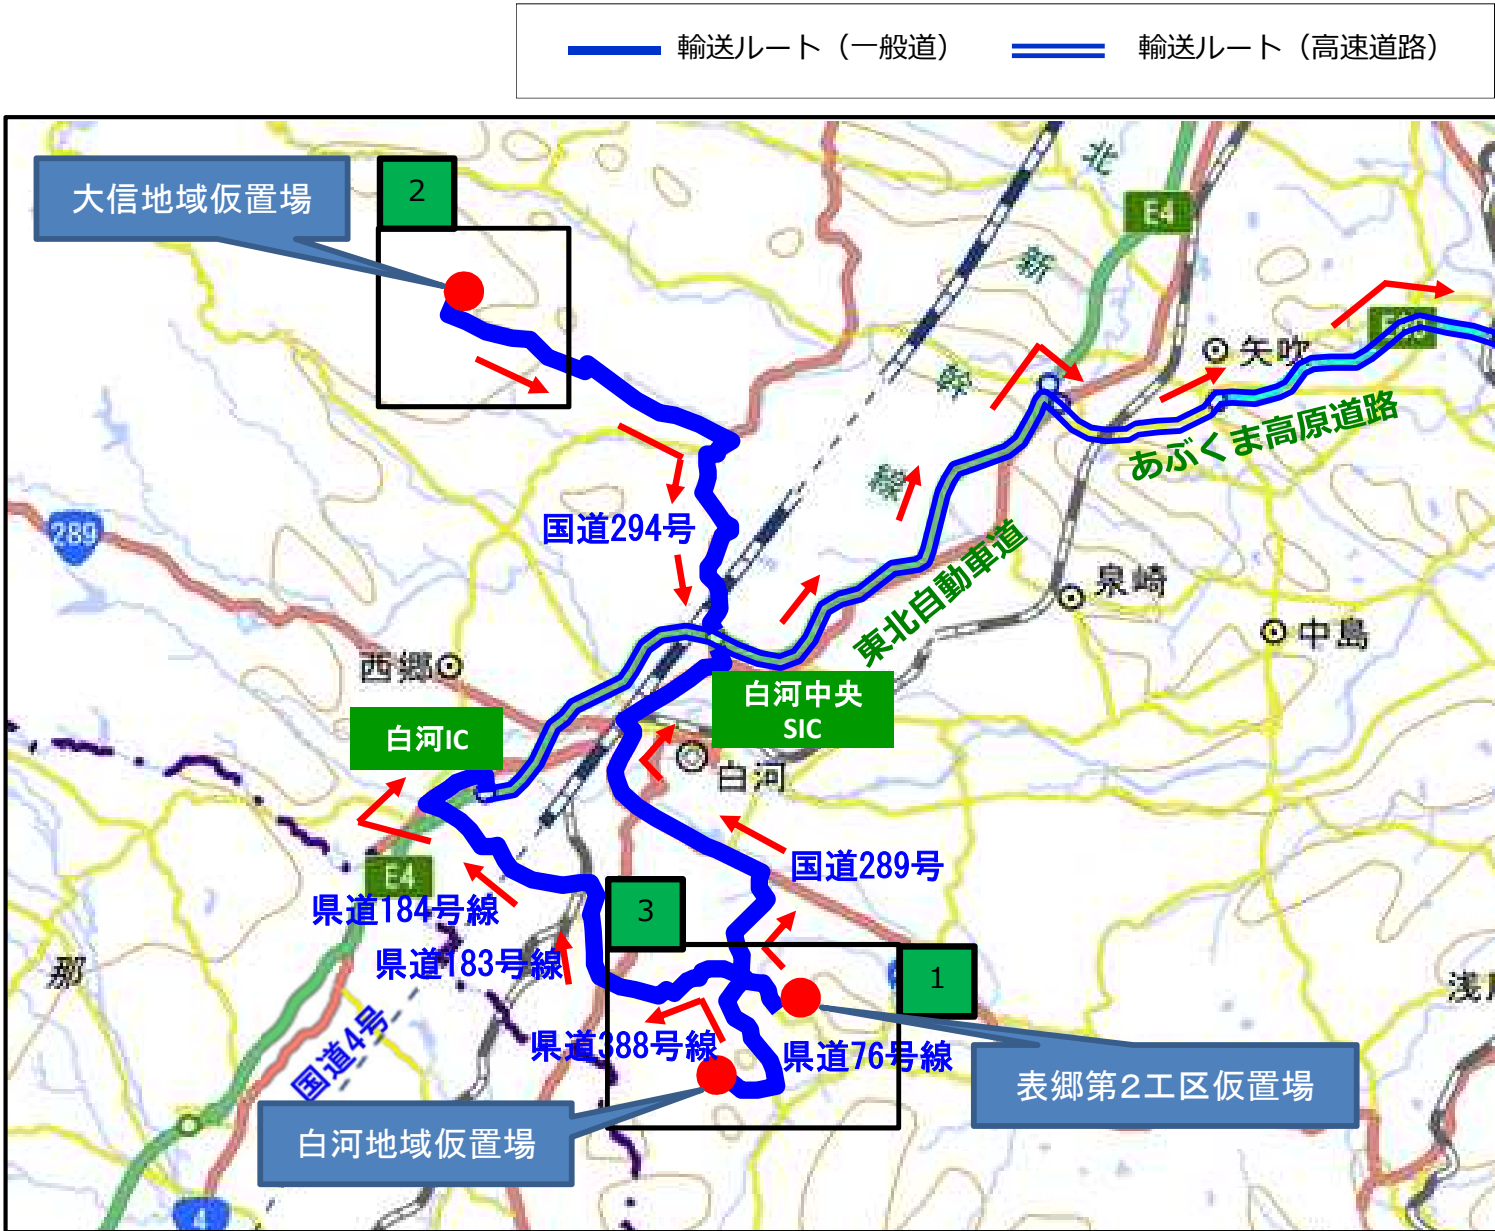 輸送ルート（一般道）
輸送ルート（高速道路）
大信地域仮置場
2
北
E4
新
幹
線
矢吹
あぶくま高原道路
289
国道294号
東北自動車道
泉崎
中島
西郷
白河中央
SIC
白河IC
白河
国道289号
E4
県道184号線
3
県道183号線
1
那
県道388号線
県道76号線
国道4号
表郷第2工区仮置場
白河地域仮置場
4